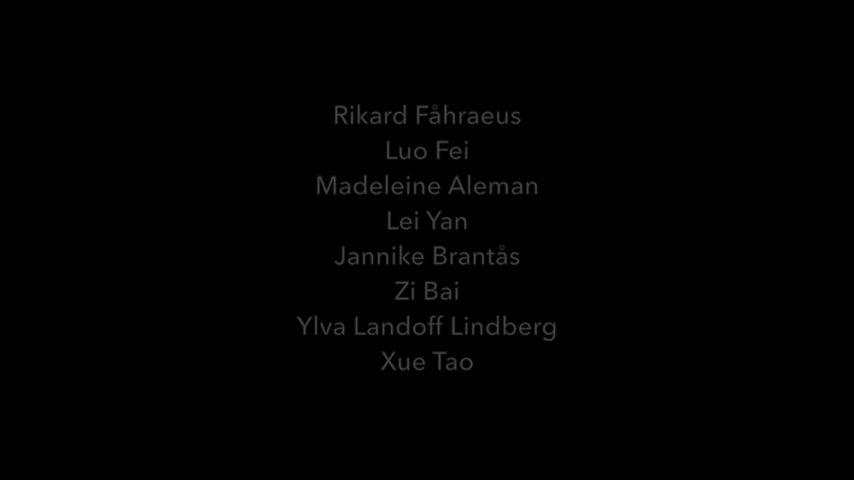 Rikard Fåhraeus
Luo Fei
Madeleine Aleman
Lei Yan
Jannike Brantås
Zi Bai
Ylva Landoff Lindberg
Xue Tao